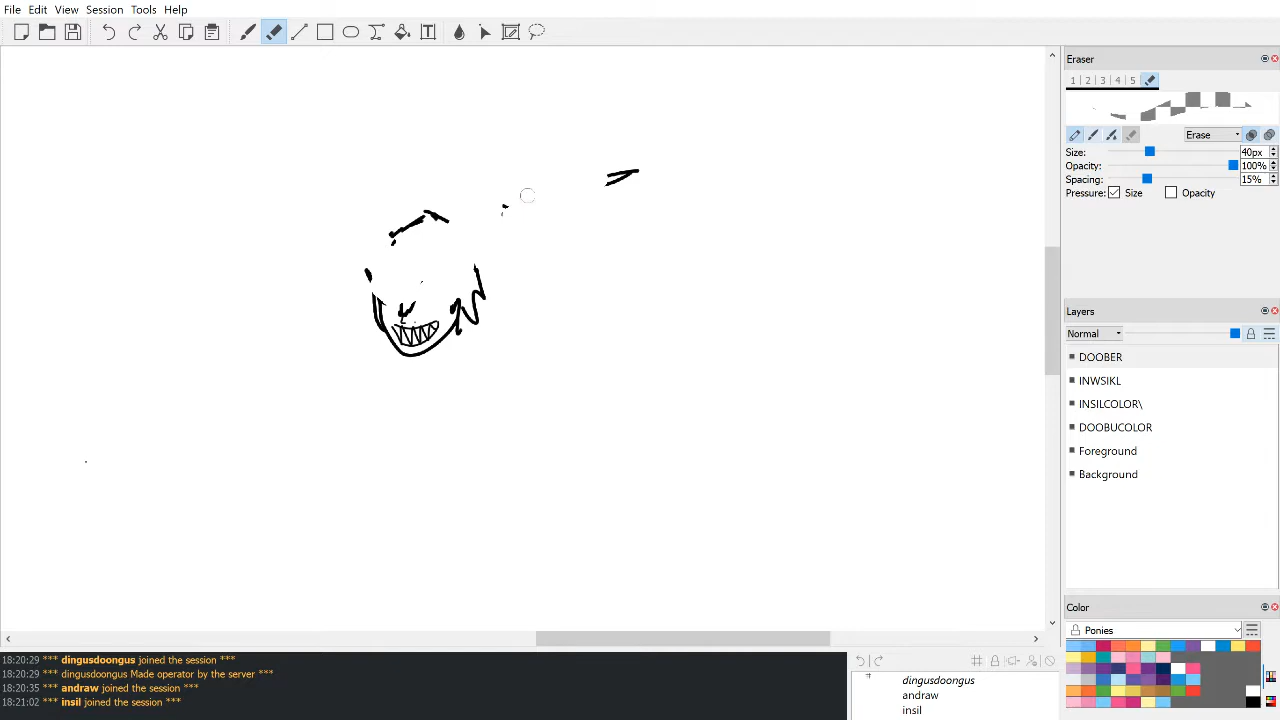 File Edit View Session Tools Help
Eraser
1 2 3 4 5
Erase
Size: 40px
Opacity: 100%
Spacing: 15%
Pressure: Size Opacity
Layers
Normal
DOOBER
INWSIKL
INSILCOLOR\
DOOBUCOLOR
Foreground
Background
Color
Ponies
18:20:29 *** dingusdoongus joined the session ***
18:20:29 *** dingusdoongus Made operator by the server ***
18:20:35 *** andraw joined the session ***
18:21:02 *** insil joined the session ***
dingusdoongus
andraw
insil